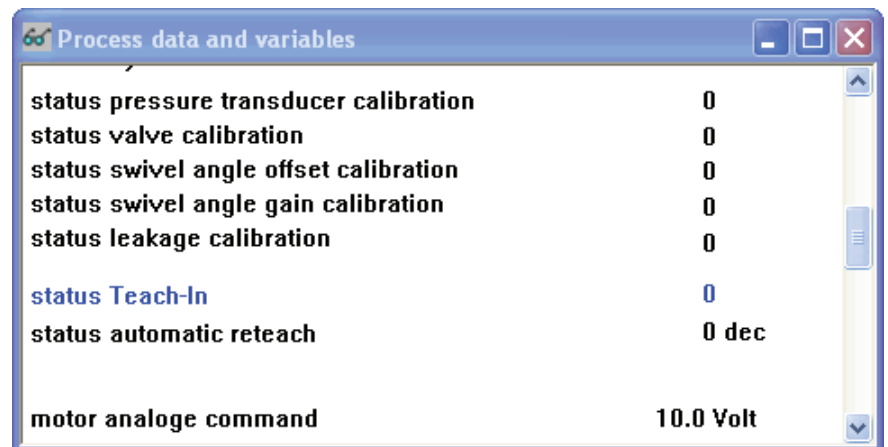 Process data and variables
status pressure transducer calibration 0
status valve calibration 0
status swivel angle offset calibration 0
status swivel angle gain calibration 0
status leakage calibration 0
status Teach-In 0
status automatic reteach 0 dec
motor analoge command 10.0 Volt